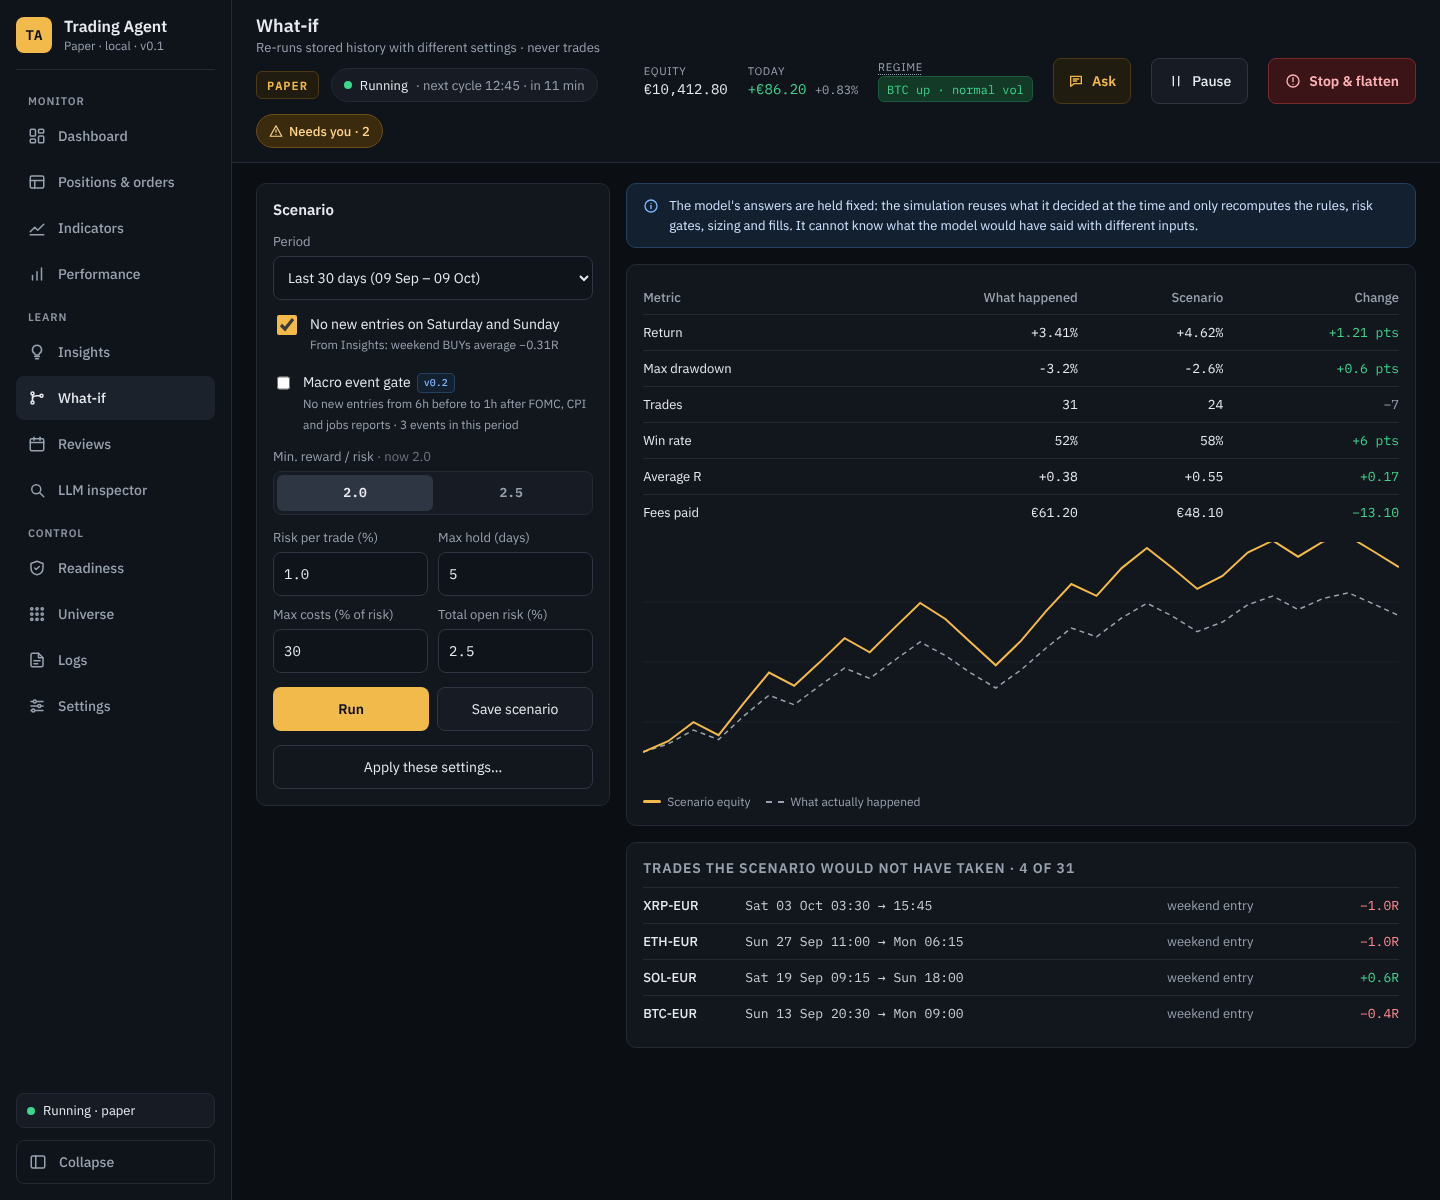 TA
Trading Agent
Paper · local · v0.1
MONITOR
Dashboard
Positions & orders
Indicators
Performance
LEARN
Insights
What-if
Reviews
LLM inspector
CONTROL
Readiness
Universe
Logs
Settings
Running · paper
Collapse
What-if
Re-runs stored history with different settings · never trades
PAPER
Running · next cycle 12:45 · in 11 min
Needs you · 2
EQUITY
€10,412.80
TODAY
+€86.20 +0.83%
REGIME
BTC up · normal vol
Ask
Pause
Stop & flatten
Scenario
Period
Last 30 days (09 Sep – 09 Oct)
No new entries on Saturday and Sunday
From Insights: weekend BUYs average −0.31R
Macro event gate v0.2
No new entries from 6h before to 1h after FOMC, CPI
and jobs reports · 3 events in this period
Min. reward / risk · now 2.0
2.0 2.5
Risk per trade (%) Max hold (days)
1.0 5
Max costs (% of risk) Total open risk (%)
30 2.5
Run Save scenario
Apply these settings…
The model's answers are held fixed: the simulation reuses what it decided at the time and only recomputes the rules, risk
gates, sizing and fills. It cannot know what the model would have said with different inputs.
Metric What happened Scenario Change
Return +3.41% +4.62% +1.21 pts
Max drawdown -3.2% -2.6% +0.6 pts
Trades 31 24 −7
Win rate 52% 58% +6 pts
Average R +0.38 +0.55 +0.17
Fees paid €61.20 €48.10 −13.10
Scenario equity What actually happened
TRADES THE SCENARIO WOULD NOT HAVE TAKEN · 4 OF 31
XRP-EUR Sat 03 Oct 03:30 → 15:45 weekend entry −1.0R
ETH-EUR Sun 27 Sep 11:00 → Mon 06:15 weekend entry −1.0R
SOL-EUR Sat 19 Sep 09:15 → Sun 18:00 weekend entry +0.6R
BTC-EUR Sun 13 Sep 20:30 → Mon 09:00 weekend entry −0.4R